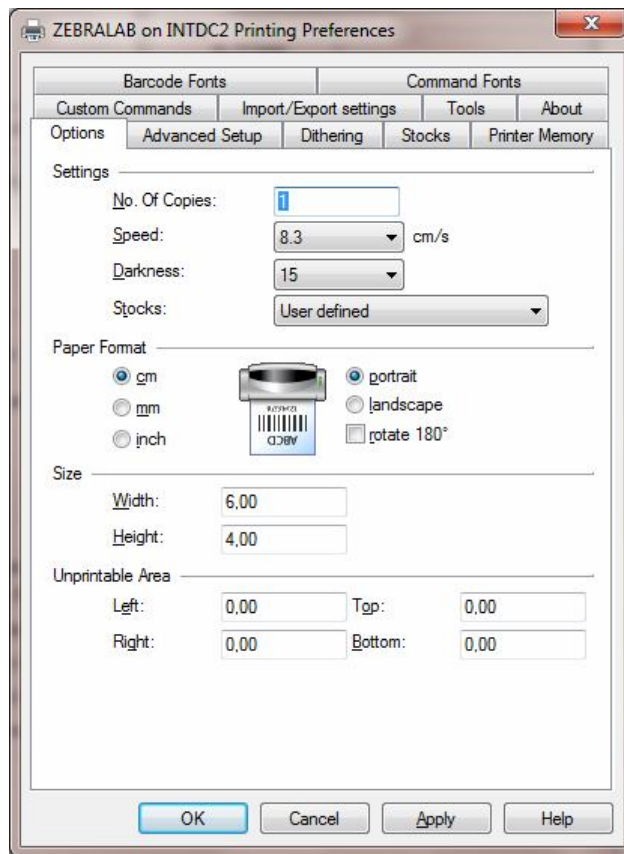 ZEBRALAB on INTDC2 Printing Preferences
Barcode Fonts Command Fonts
Custom Commands Import/Export settings Tools About
Options Advanced Setup Dithering Stocks Printer Memory
Settings
No. Of Copies: 1
Speed: 8.3 cm/s
Darkness: 15
Stocks: User defined
Paper Format
cm portrait
mm landscape
inch rotate 180°
ABCD
Size
Width: 6,00
Height: 4,00
Unprintable Area
Left: 0,00 Top: 0,00
Right: 0,00 Bottom: 0,00
OK Cancel Apply Help